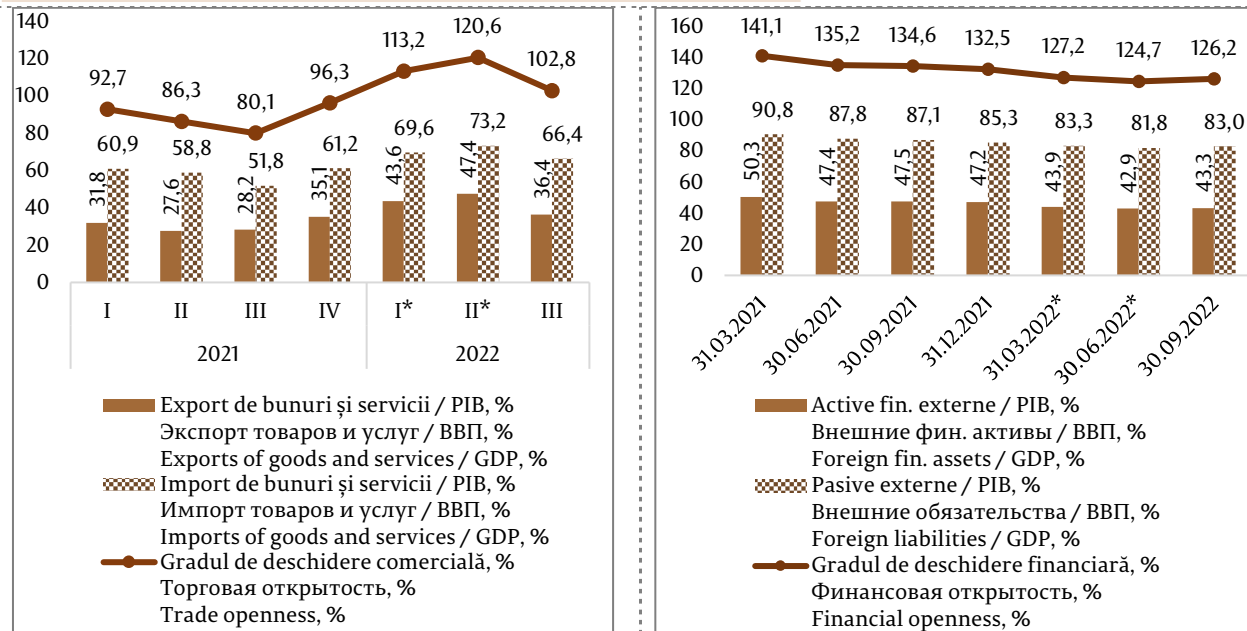 140
120
100
80
60
40
20
0
92,7
86,3
80,1
96,3
113,2
120,6
102,8
60,9
58,8
51,8
61,2
69,6
73,2
66,4
31,8
27,6
28,2
35,1
43,6
47,4
36,4
I
II
III
IV
I*
II*
III
2021
2022
Export de bunuri și servicii / PIB, %
Экспорт товаров и услуг / ВВП, %
Exports of goods and services / GDP, %
Import de bunuri și servicii / PIB, %
Импорт товаров и услуг / ВВП, %
Imports of goods and services / GDP, %
Gradul de deschidere comercială, %
Торговая открытость, %
Trade openness, %
160
140
120
100
80
60
40
20
0
141,1
135,2
134,6
132,5
127,2
124,7
126,2
90,8
87,8
87,1
85,3
83,3
81,8
83,0
50,3
47,4
47,5
47,2
43,9
42,9
43,3
31.03.2021
30.06.2021
30.09.2021
31.12.2021
31.03.2022*
30.06.2022*
30.09.2022
Active fin. externe / PIB, %
Внешние фин. активы / ВВП, %
Foreign fin. assets / GDP, %
Pasive externe / PIB, %
Внешние обязательства / ВВП, %
Foreign liabilities / GDP, %
Gradul de deschidere financiară, %
Финансовая открытость, %
Financial openness, %